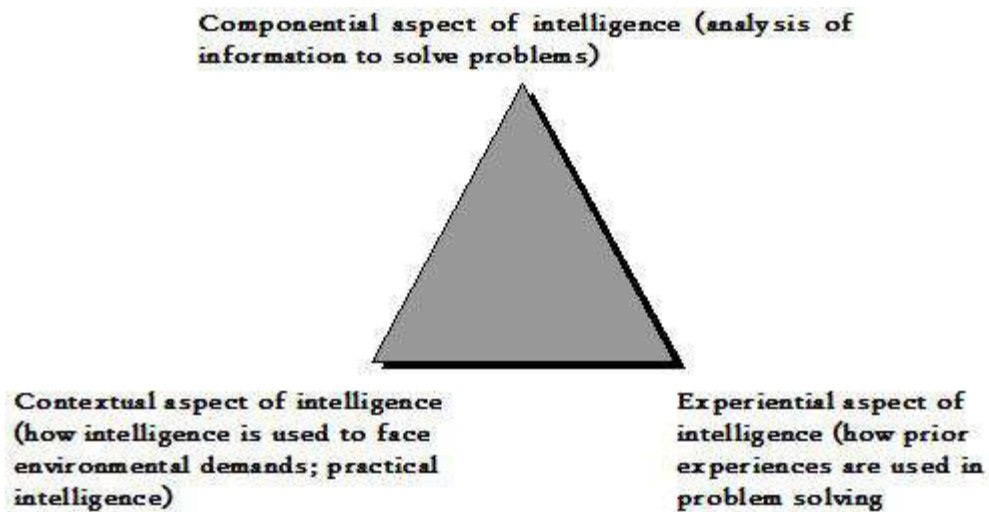 Componential aspect of intelligence (analysis of
information to solve problems)
Contextual aspect of intelligence
(how intelligence is used to face
environmental demands; practical
intelligence)
Experiential aspect of
intelligence (how prior
experiences are used in
problem solving